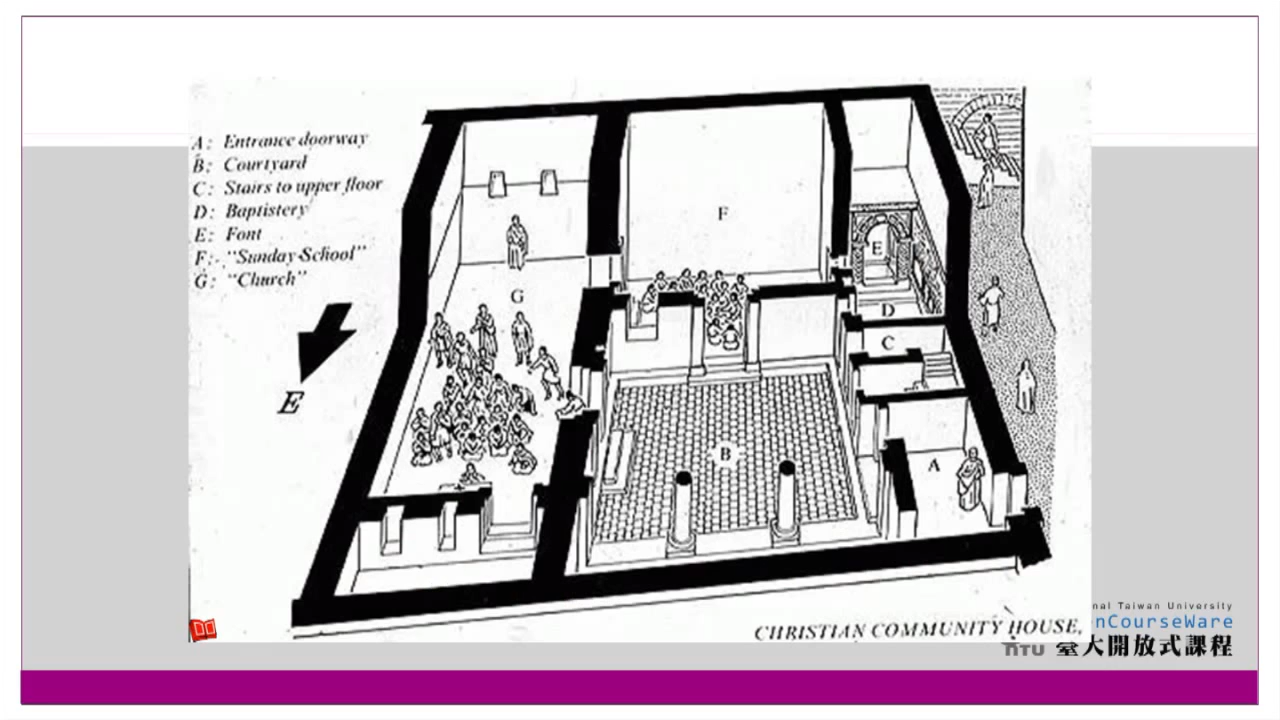 A: Entrance doorway
B: Courtyard
C: Stairs to upper floor
D: Baptistery
E: Font
F: "Sunday-School"
G: "Church"
E
F
E
G
D
C
B
A
CHRISTIAN COMMUNITY HOUSE,
nal Taiwan University
nCourseWare
NTU 臺大開放式課程